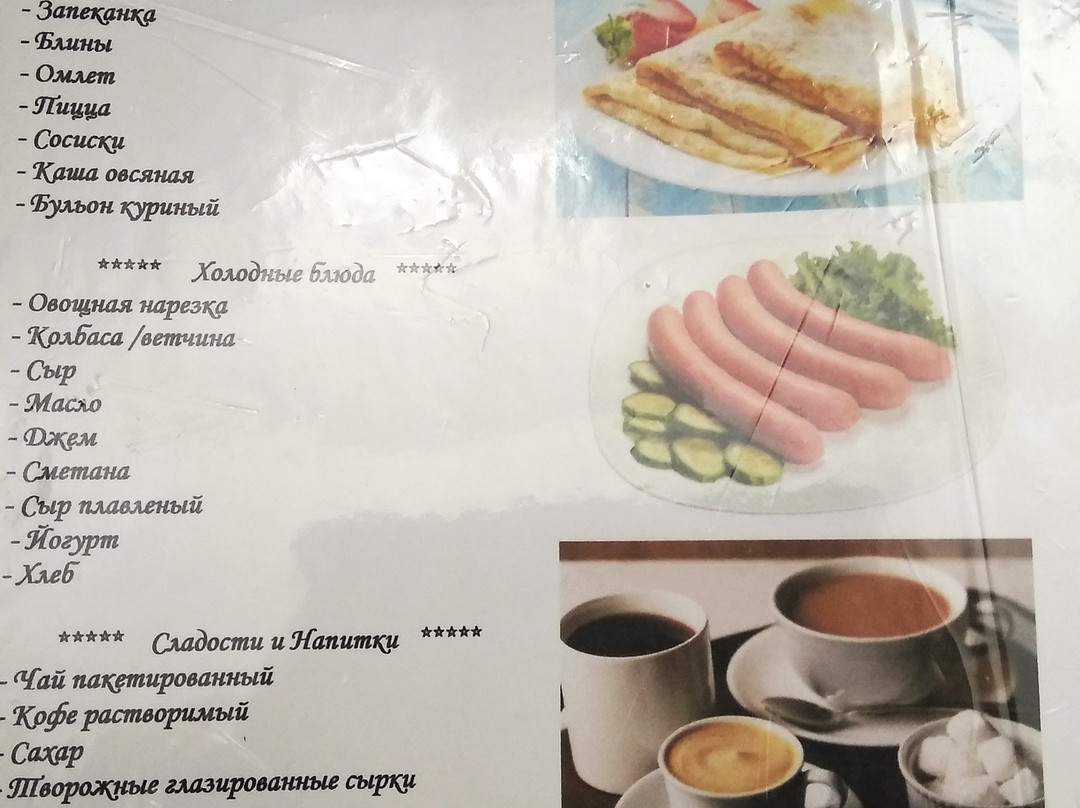 - Запеканка
- Блины
- Омлет
- Пицца
- Сосиски
- Каша овсяная
- Бульон куриный
***** Холодные блюда *****
- Овощная нарезка
- Колбаса /ветчина
- Сыр
- Масло
- Джем
- Сметана
- Сыр плавленый
- Йогурт
- Хлеб
***** Сладости и Напитки *****
- Чай пакетированный
- Кофе растворимый
- Сахар
- Творожные глазированные сырки